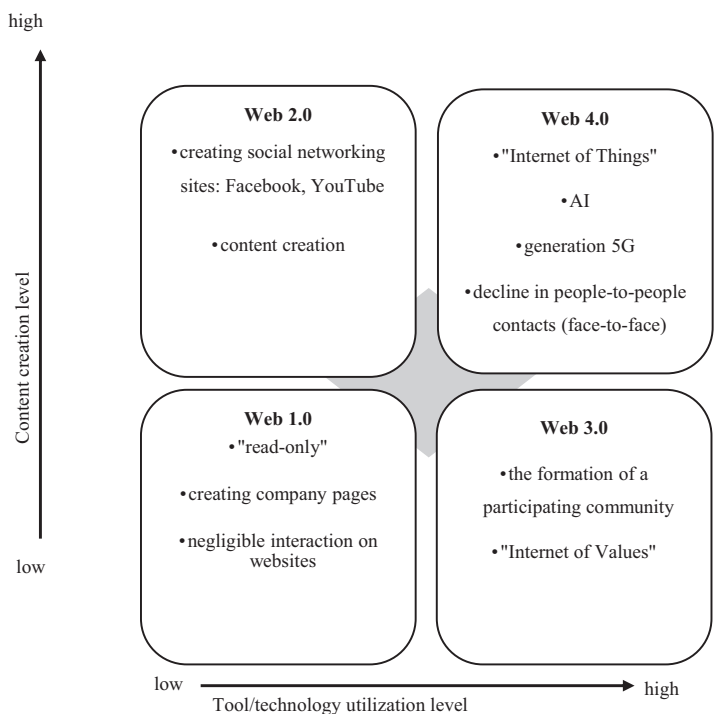 high
Web 2.0
•creating social networking
sites: Facebook, YouTube
•content creation
Web 4.0
•"Internet of Things"
•AI
•generation 5G
•decline in people-to-people
contacts (face-to-face)
Content creation level
Web 1.0
•"read-only"
•creating company pages
•negligible interaction on
websites
Web 3.0
•the formation of a
participating community
•"Internet of Values"
low
low
high
Tool/technology utilization level